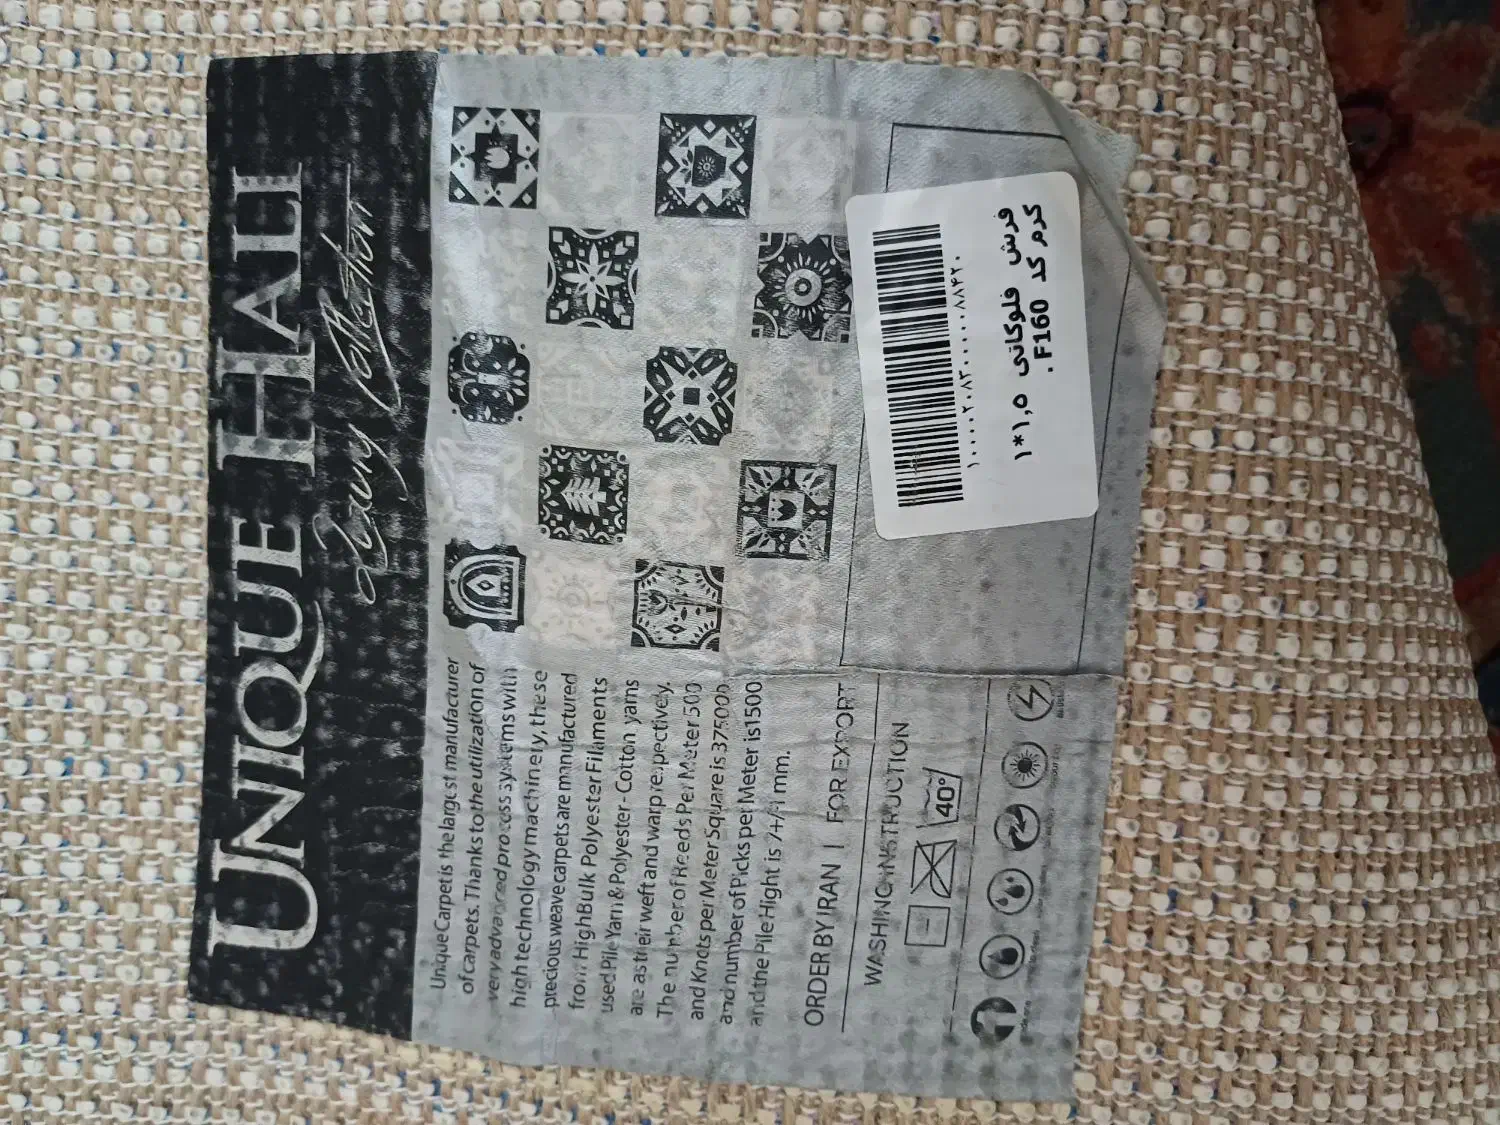 UNIQUE HALI
Luxury Collection
Unique Carpet is the largest manufacturer
of carpets. Thanks to the utilization of
very advanced process systems with
high technology machinery, these
precious weave carpets are manufactured
from High Bulk Polyester Filaments
used Pile Yarn & Polyester - Cotton yarns
are as their weft and warp respectively.
The number of Reeds Per Meter 500
and Knots per Meter Square is 375000
and number of Picks per Meter is 1500
and the Pile Hight is 7+/-1 mm.
ORDER BY IRAN | FOR EXPORT
WASHING INSTRUCTION
40°
۱۰۰۰۰۲۰۸۳۰۰۰۰۰۸۸۴۲۰
فرش فلوکاتی ۱,۵*۱
کرم کد F160
.